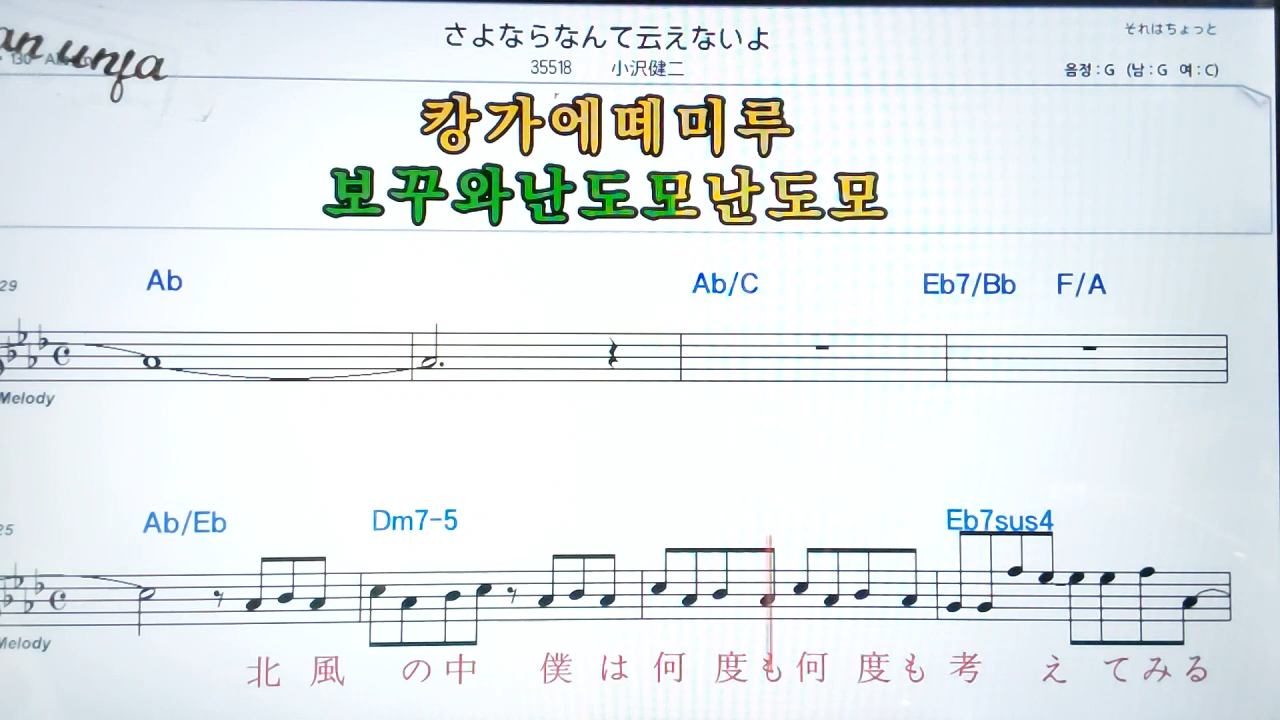 さよならなんて云えないよ
それはちょっと
35518 小沢健二
음정 : G (남 : G 여 : C)
캉가에떼미루
보꾸와난도모난도모
29
Ab Ab/C Eb7/Bb F/A
Melody
25
Ab/Eb Dm7-5 Eb7sus4
Melody
北風の中 僕は何度も何度も考えてみる